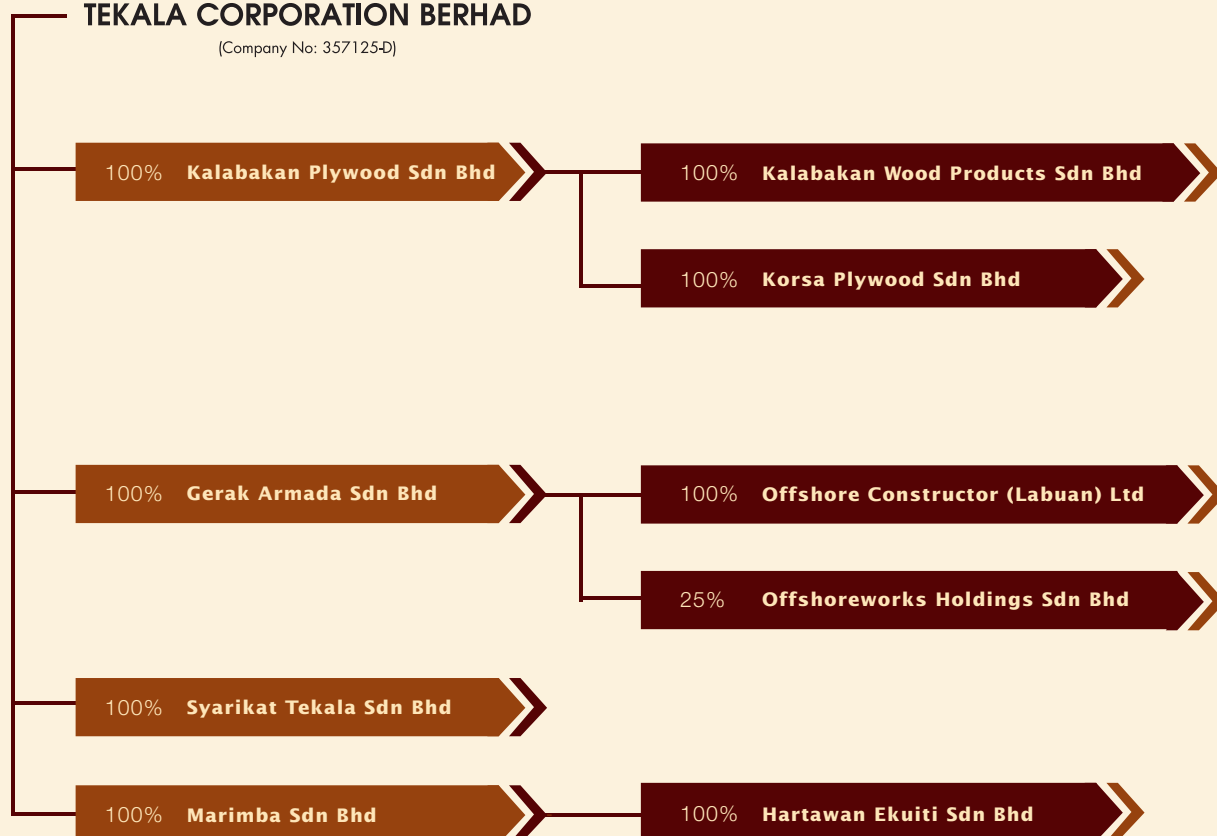 TEKALA CORPORATION BERHAD
(Company No: 357125-D)
100% Kalabakan Plywood Sdn Bhd
100% Kalabakan Wood Products Sdn Bhd
100% Korsa Plywood Sdn Bhd
100% Gerak Armada Sdn Bhd
100% Offshore Constructor (Labuan) Ltd
25% Offshoreworks Holdings Sdn Bhd
100% Syarikat Tekala Sdn Bhd
100% Marimba Sdn Bhd
100% Hartawan Ekuiti Sdn Bhd